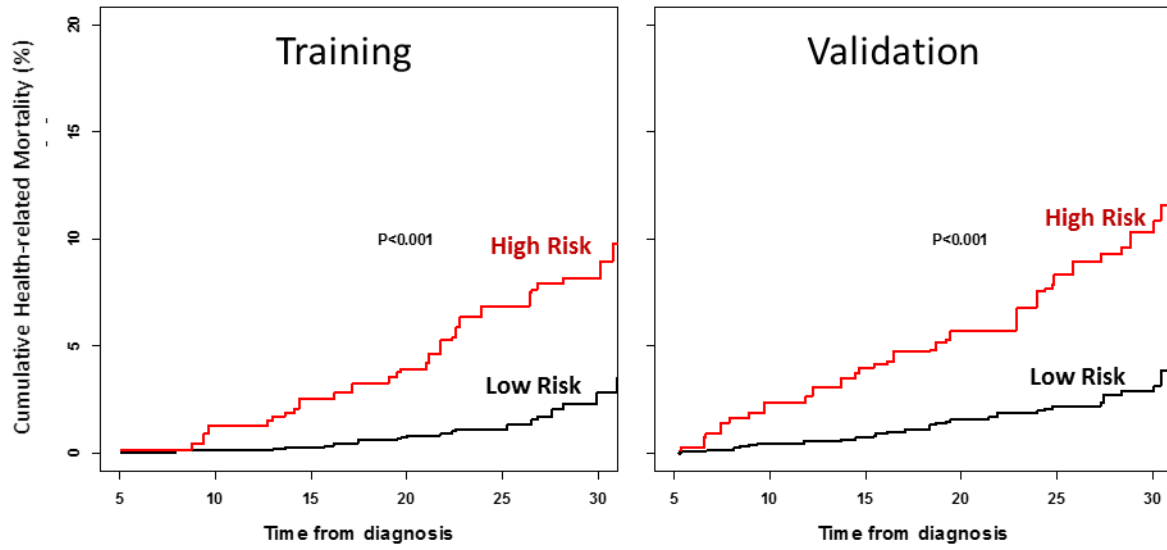 Cumulative Health-related Mortality (%)
Training
20
15
10
5
0
P<0.001
High Risk
Low Risk
5 10 15 20 25 30
Time from diagnosis
Validation
P<0.001
High Risk
Low Risk
5 10 15 20 25 30
Time from diagnosis